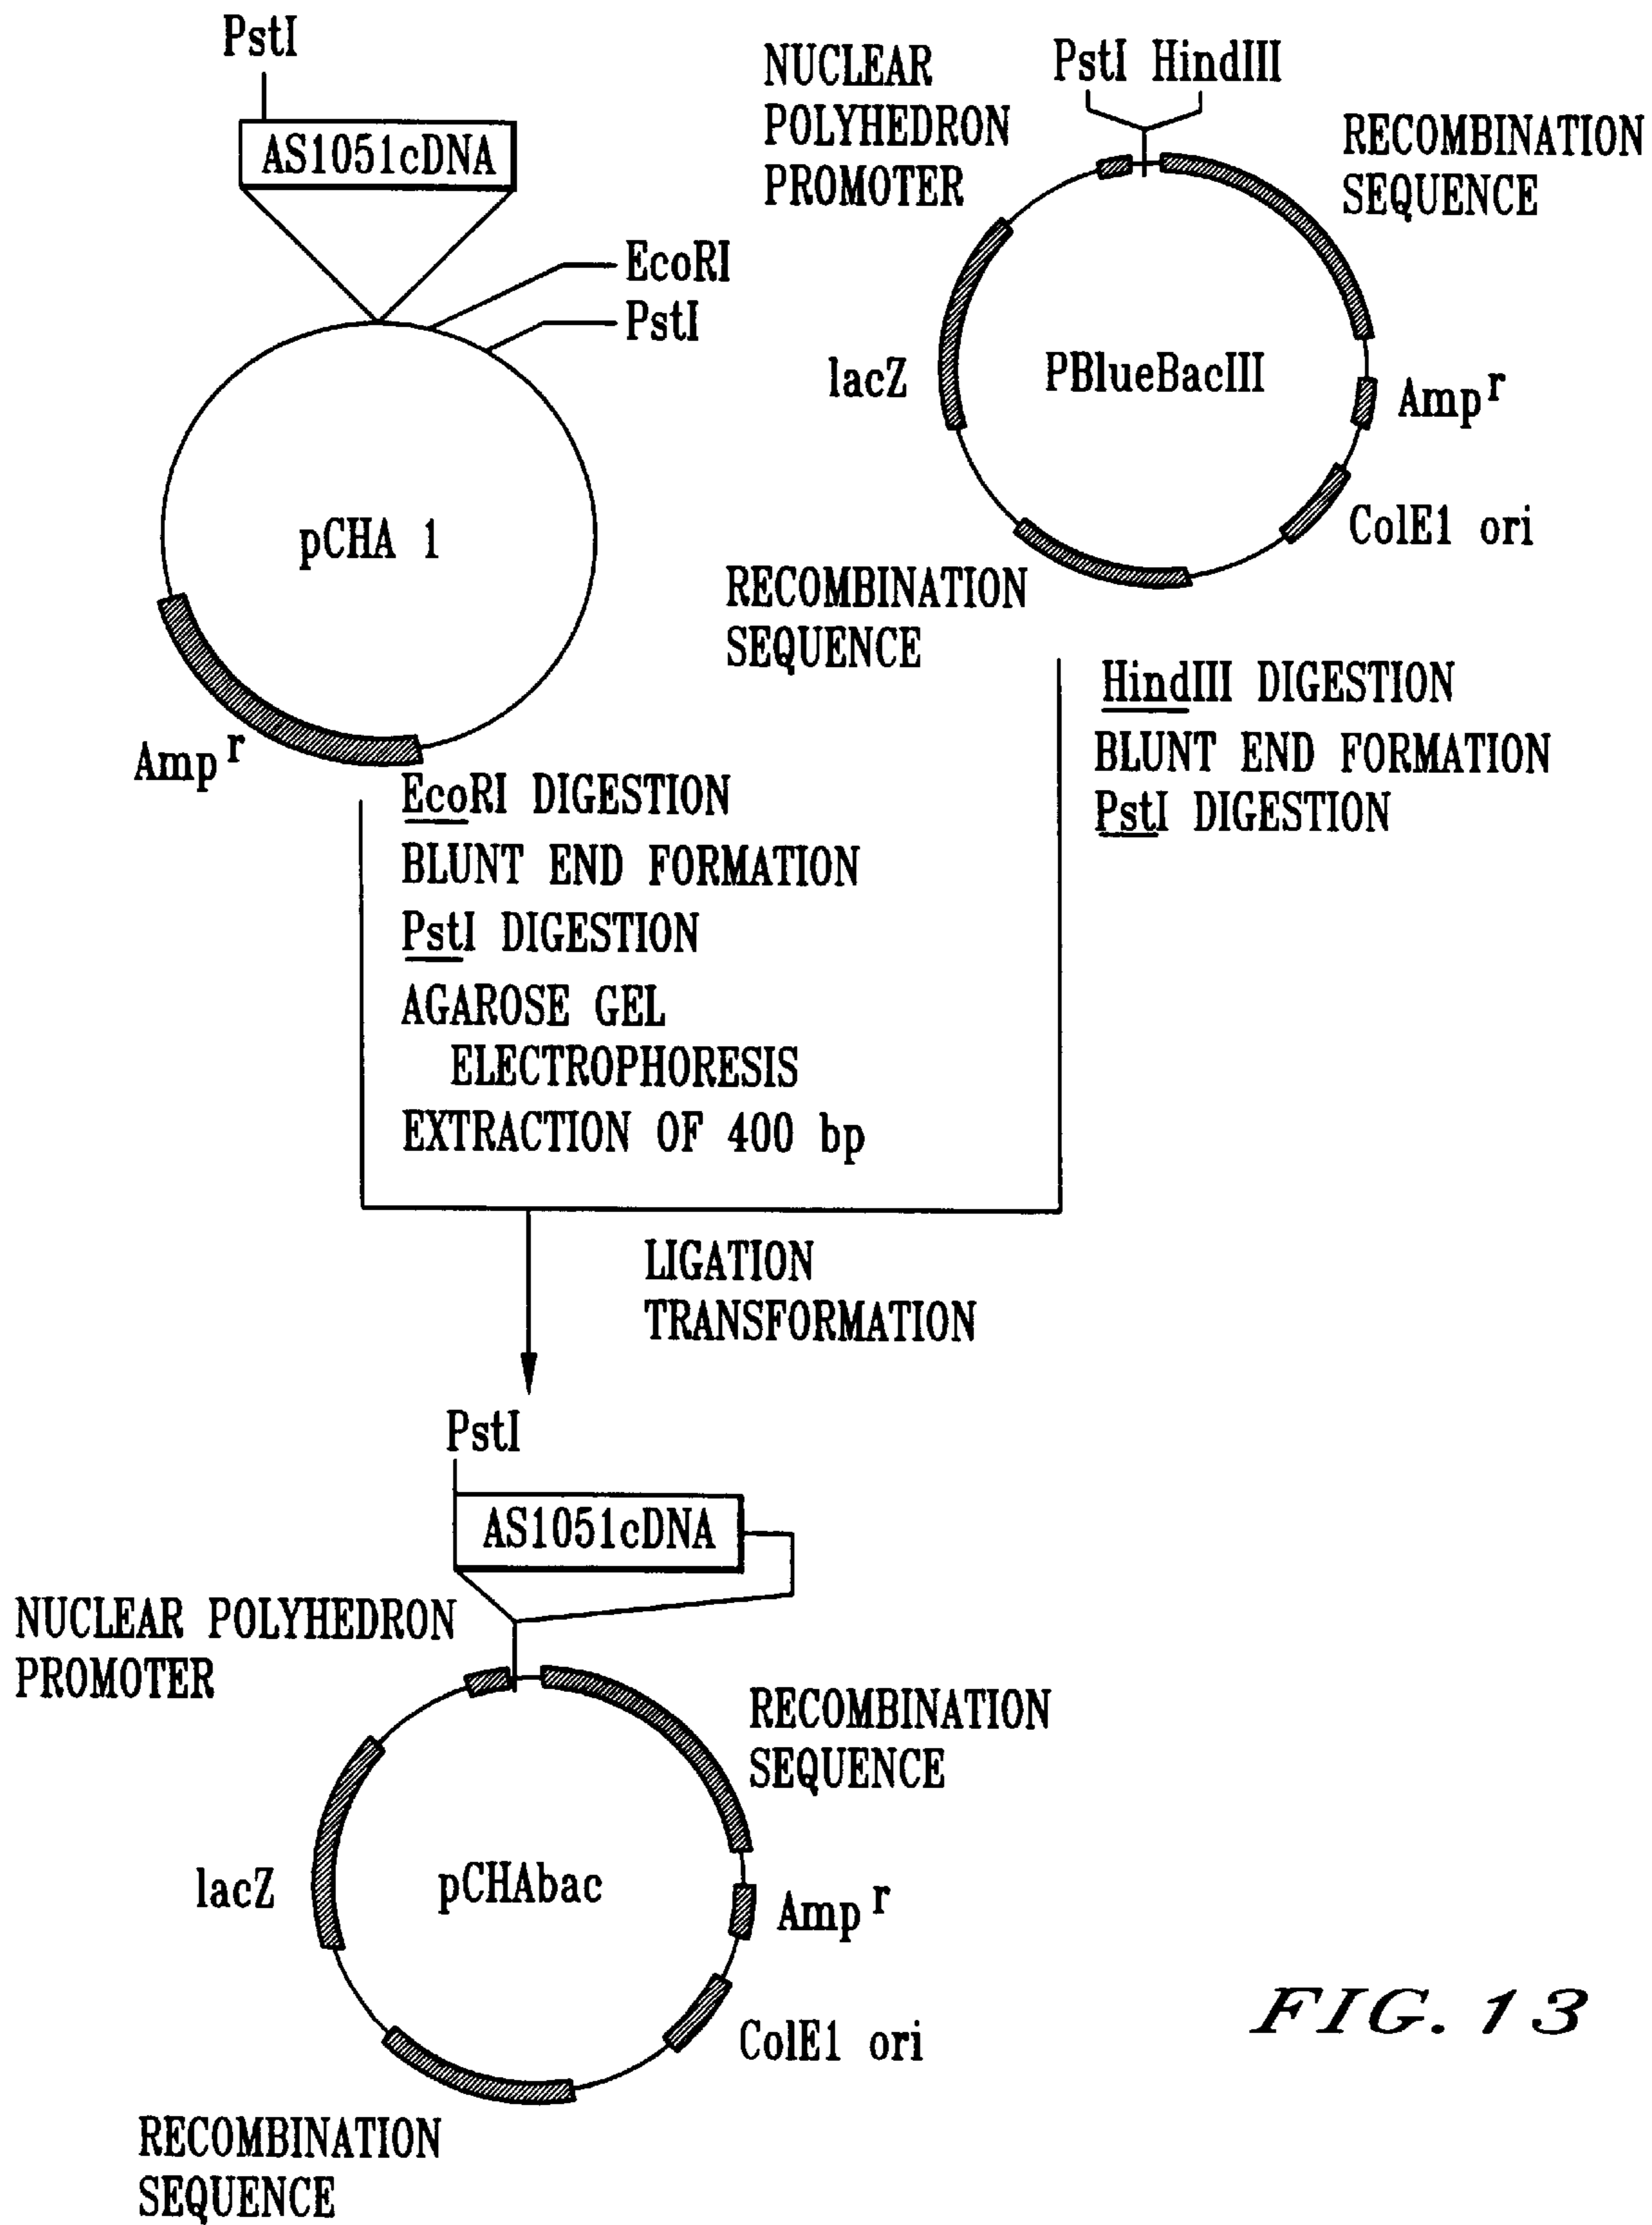 PstI
AS1051cDNA
EcoRI
PstI
pCHA 1
Amp r
NUCLEAR
POLYHEDRON
PROMOTER
PstI HindIII
RECOMBINATION
SEQUENCE
lacZ
PBlueBacIII
Amp r
ColE1 ori
RECOMBINATION
SEQUENCE
EcoRI DIGESTION
BLUNT END FORMATION
PstI DIGESTION
AGAROSE GEL
ELECTROPHORESIS
EXTRACTION OF 400 bp
HindIII DIGESTION
BLUNT END FORMATION
PstI DIGESTION
LIGATION
TRANSFORMATION
PstI
AS1051cDNA
NUCLEAR POLYHEDRON
PROMOTER
RECOMBINATION
SEQUENCE
lacZ
pCHAbac
Amp r
ColE1 ori
RECOMBINATION
SEQUENCE
FIG. 13